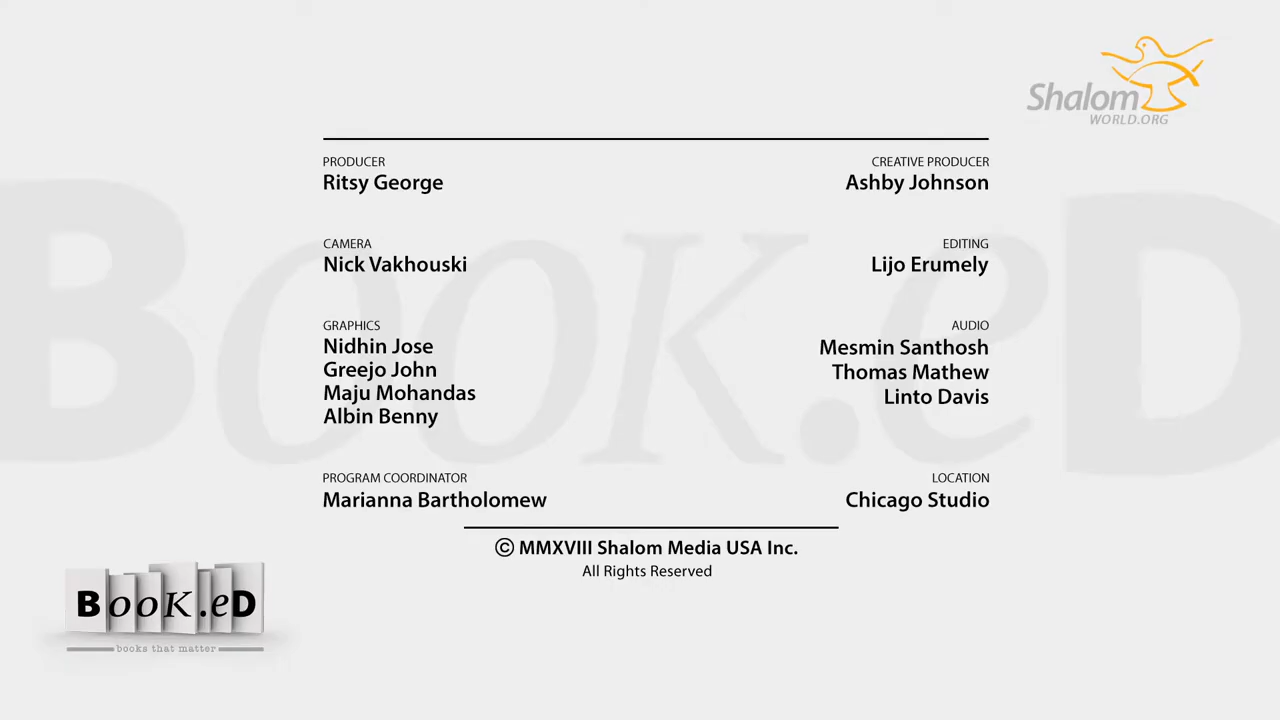 Shalom
WORLD.ORG
PRODUCER
Ritsy George
CREATIVE PRODUCER
Ashby Johnson
CAMERA
Nick Vakhouski
EDITING
Lijo Erumely
GRAPHICS
Nidhin Jose
Greejo John
Maju Mohandas
Albin Benny
AUDIO
Mesmin Santhosh
Thomas Mathew
Linto Davis
PROGRAM COORDINATOR
Marianna Bartholomew
LOCATION
Chicago Studio
© MMXVIII Shalom Media USA Inc.
All Rights Reserved
BooK.eD
BooK.eD
books that matter